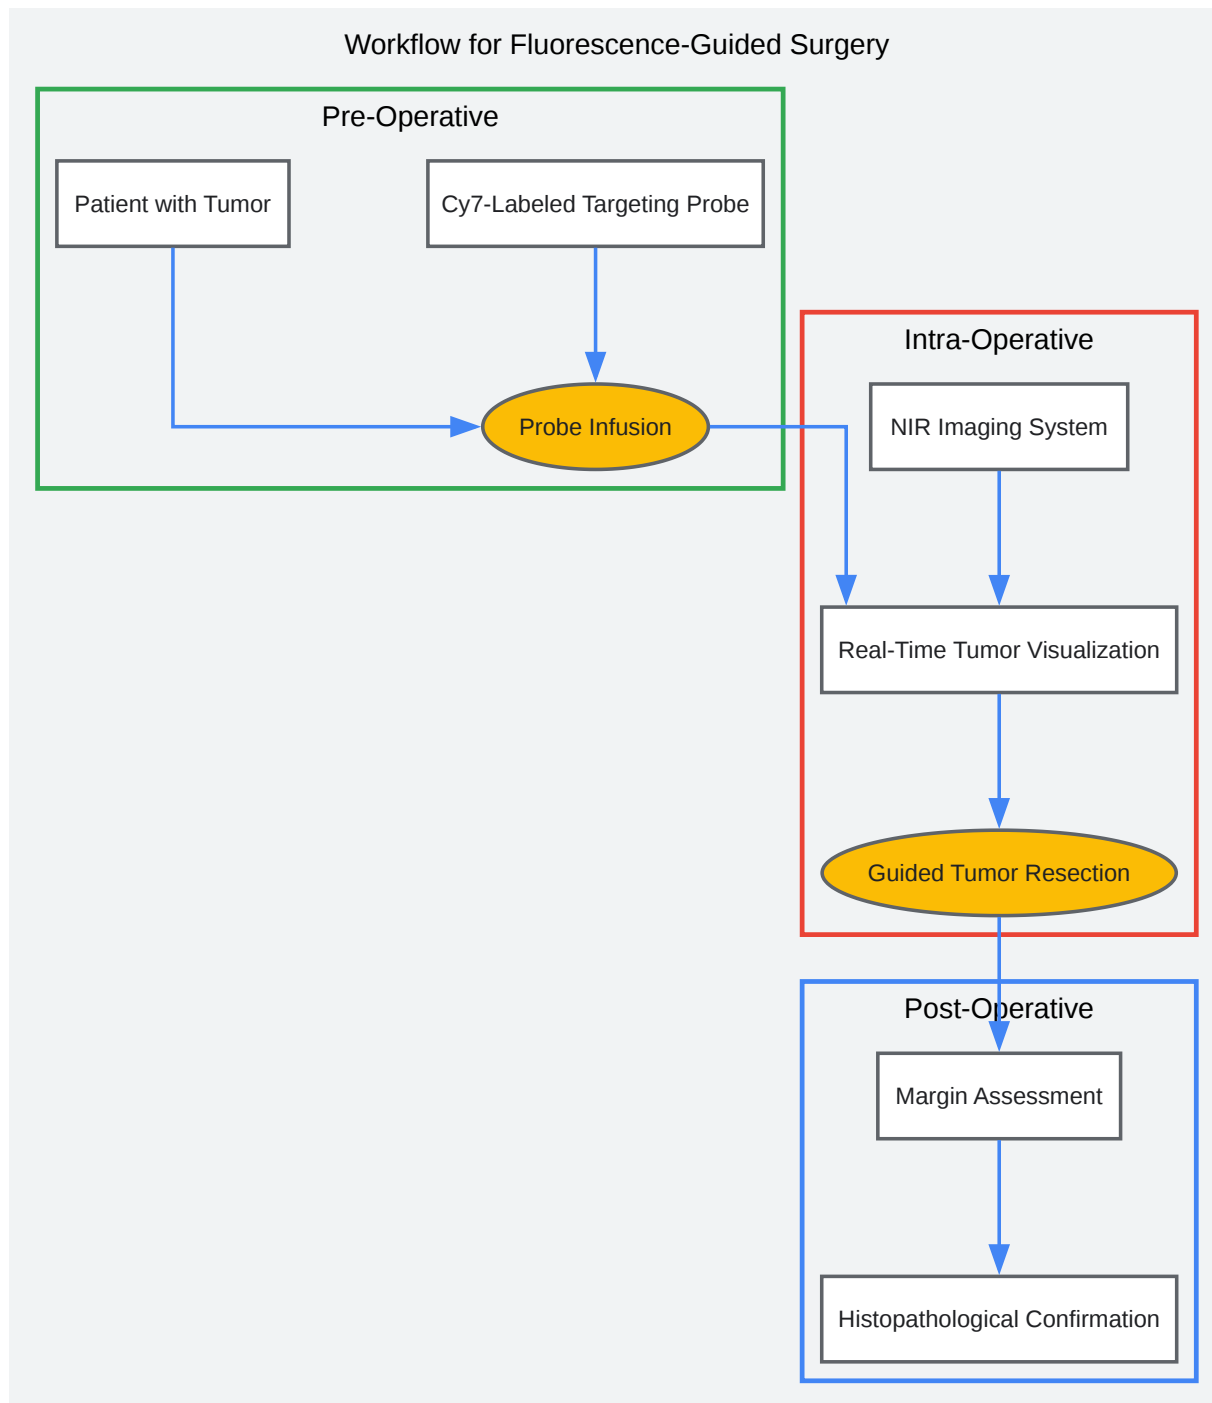 Workflow for Fluorescence-Guided Surgery
Pre-Operative
Patient with Tumor
Cy7-Labeled Targeting Probe
Probe Infusion
Intra-Operative
NIR Imaging System
Real-Time Tumor Visualization
Guided Tumor Resection
Post-Operative
Margin Assessment
Histopathological Confirmation